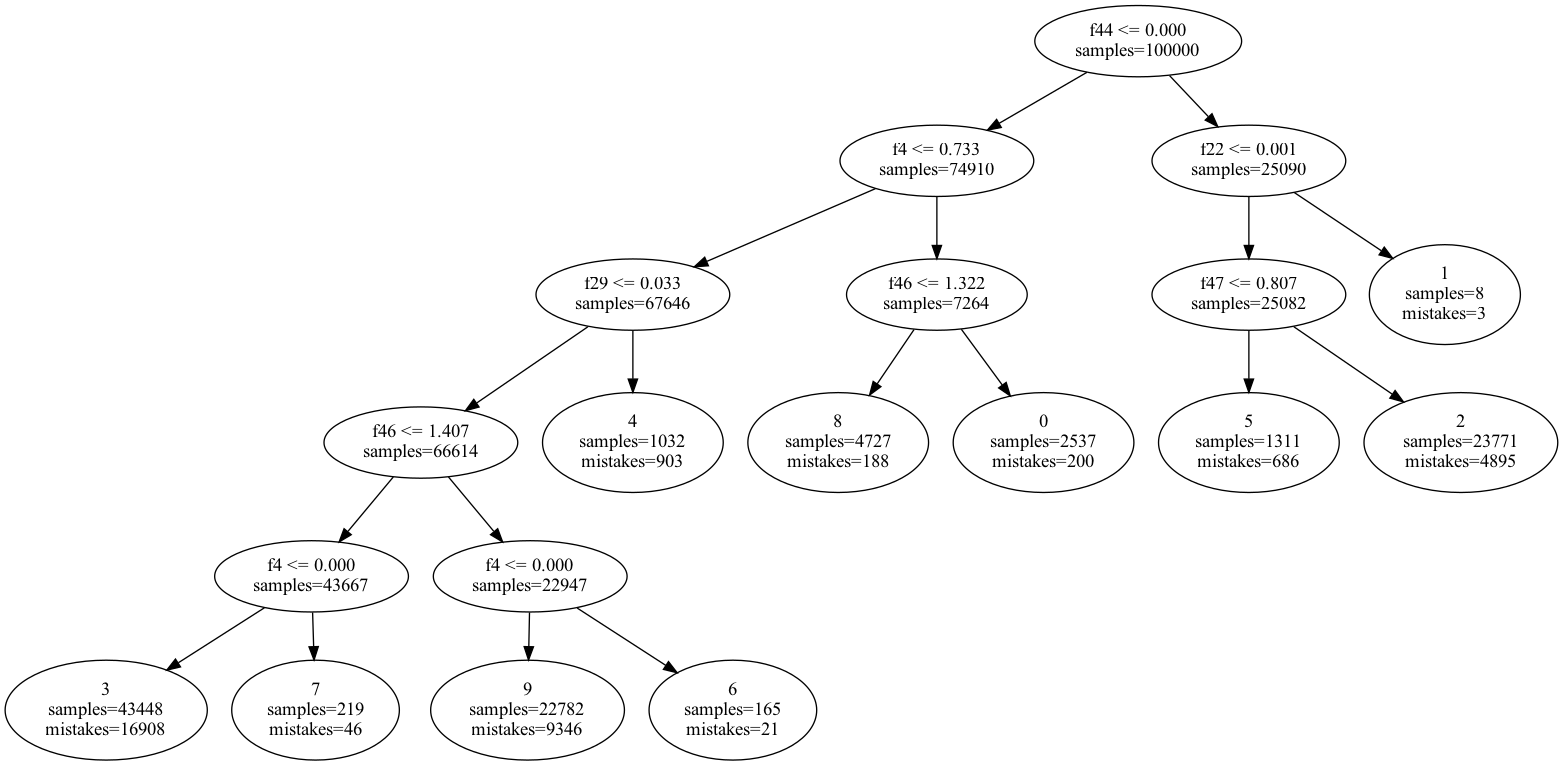 f44 <= 0.000
samples=100000
f4 <= 0.733
samples=74910
f22 <= 0.001
samples=25090
f29 <= 0.033
samples=67646
f46 <= 1.322
samples=7264
f47 <= 0.807
samples=25082
1
samples=8
mistakes=3
f46 <= 1.407
samples=66614
4
samples=1032
mistakes=903
8
samples=4727
mistakes=188
0
samples=2537
mistakes=200
5
samples=1311
mistakes=686
2
samples=23771
mistakes=4895
f4 <= 0.000
samples=43667
f4 <= 0.000
samples=22947
3
samples=43448
mistakes=16908
7
samples=219
mistakes=46
9
samples=22782
mistakes=9346
6
samples=165
mistakes=21